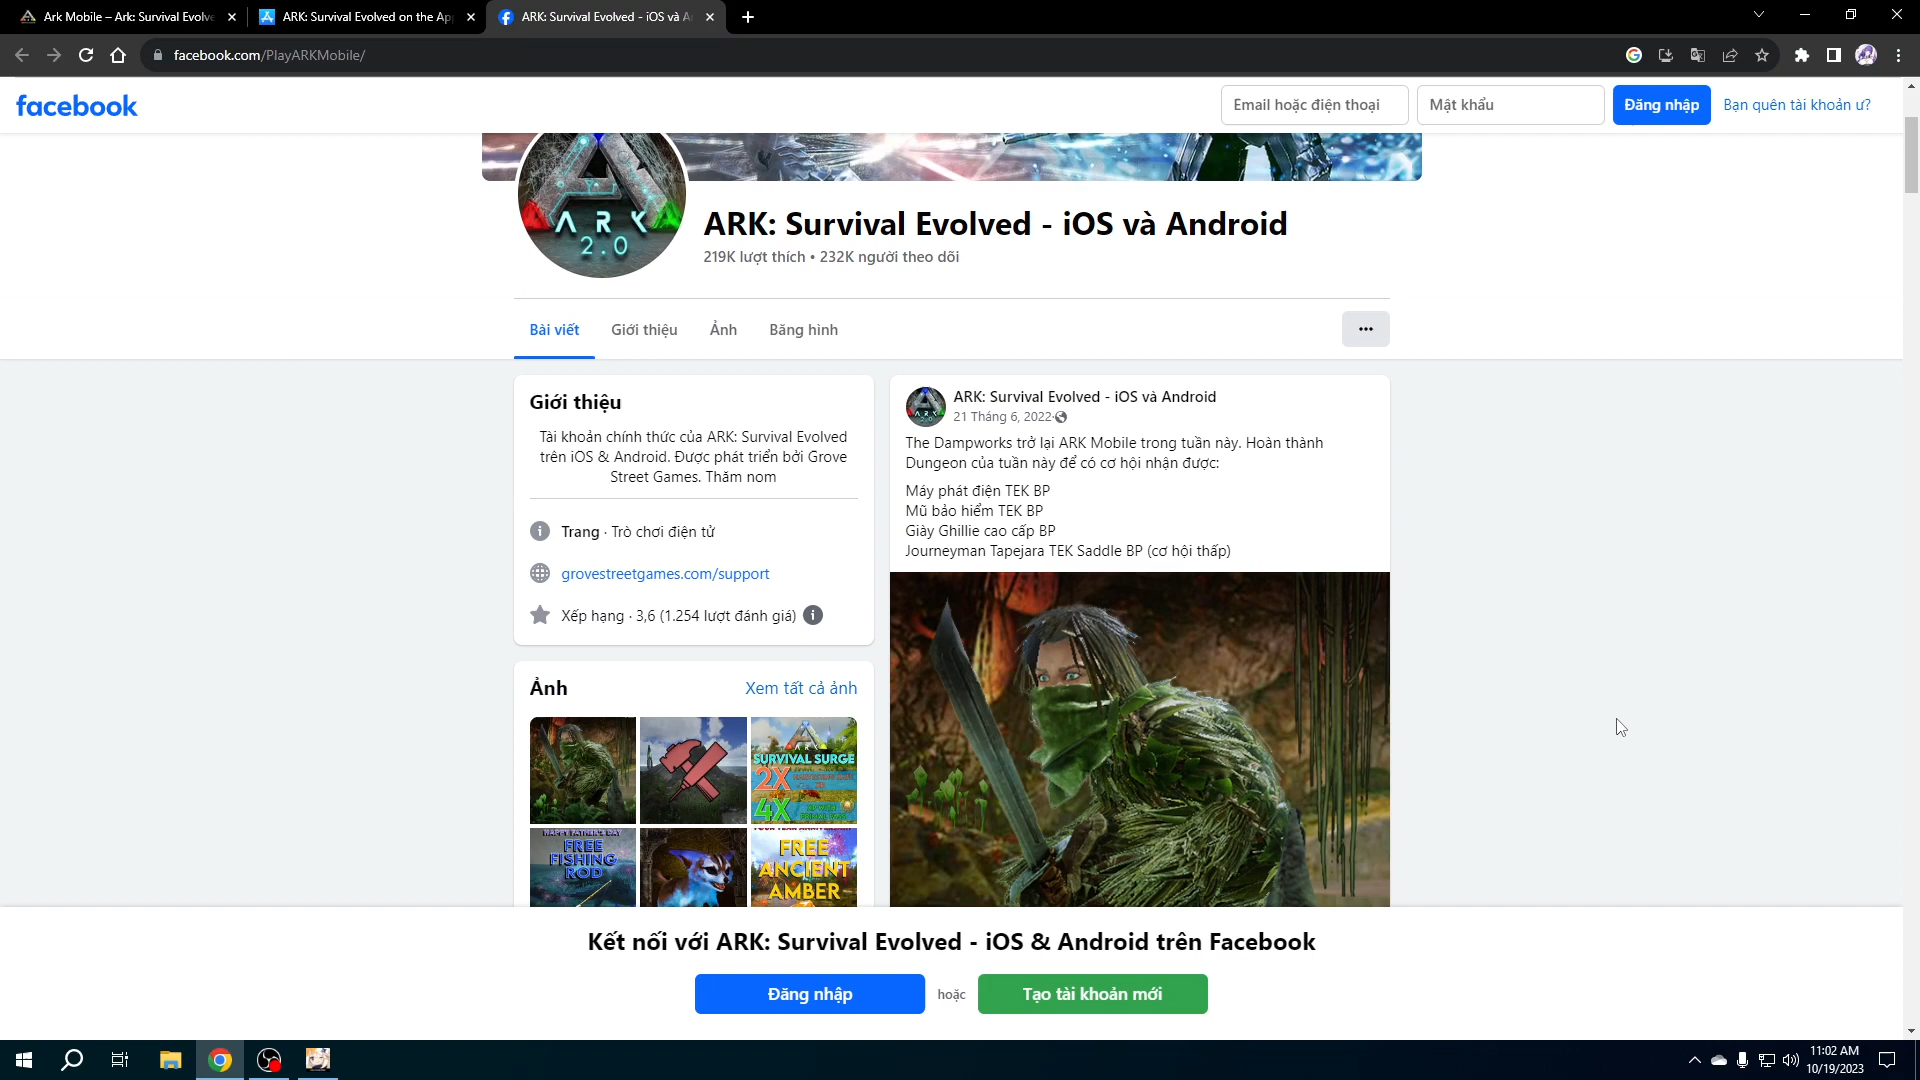 Ark Mobile – Ark: Survival Evolve
ARK: Survival Evolved on the Ap
ARK: Survival Evolved - iOS và A
facebook.com/PlayARKMobile/
facebook
Email hoặc điện thoại
Mật khẩu
Đăng nhập
Bạn quên tài khoản ư?
ARK
2.0
ARK: Survival Evolved - iOS và Android
219K lượt thích • 232K người theo dõi
Bài viết
Giới thiệu
Ảnh
Băng hình
Giới thiệu
Tài khoản chính thức của ARK: Survival Evolved
trên iOS & Android. Được phát triển bởi Grove
Street Games. Thăm nom
Trang · Trò chơi điện tử
grovestreetgames.com/support
Xếp hạng · 3,6 (1.254 lượt đánh giá)
Ảnh
Xem tất cả ảnh
ARK
SURVIVAL SURGE
2X
4X
HAPPY FATHER'S DAY
FREE
FISHING
ROD
FOUR YEAR ANNIVERSARY
FREE
ANCIENT
AMBER
ARK: Survival Evolved - iOS và Android
21 Tháng 6, 2022
The Dampworks trở lại ARK Mobile trong tuần này. Hoàn thành
Dungeon của tuần này để có cơ hội nhận được:
Máy phát điện TEK BP
Mũ bảo hiểm TEK BP
Giày Ghillie cao cấp BP
Journeyman Tapejara TEK Saddle BP (cơ hội thấp)
Kết nối với ARK: Survival Evolved - iOS & Android trên Facebook
Đăng nhập
hoặc
Tạo tài khoản mới
11:02 AM
10/19/2023